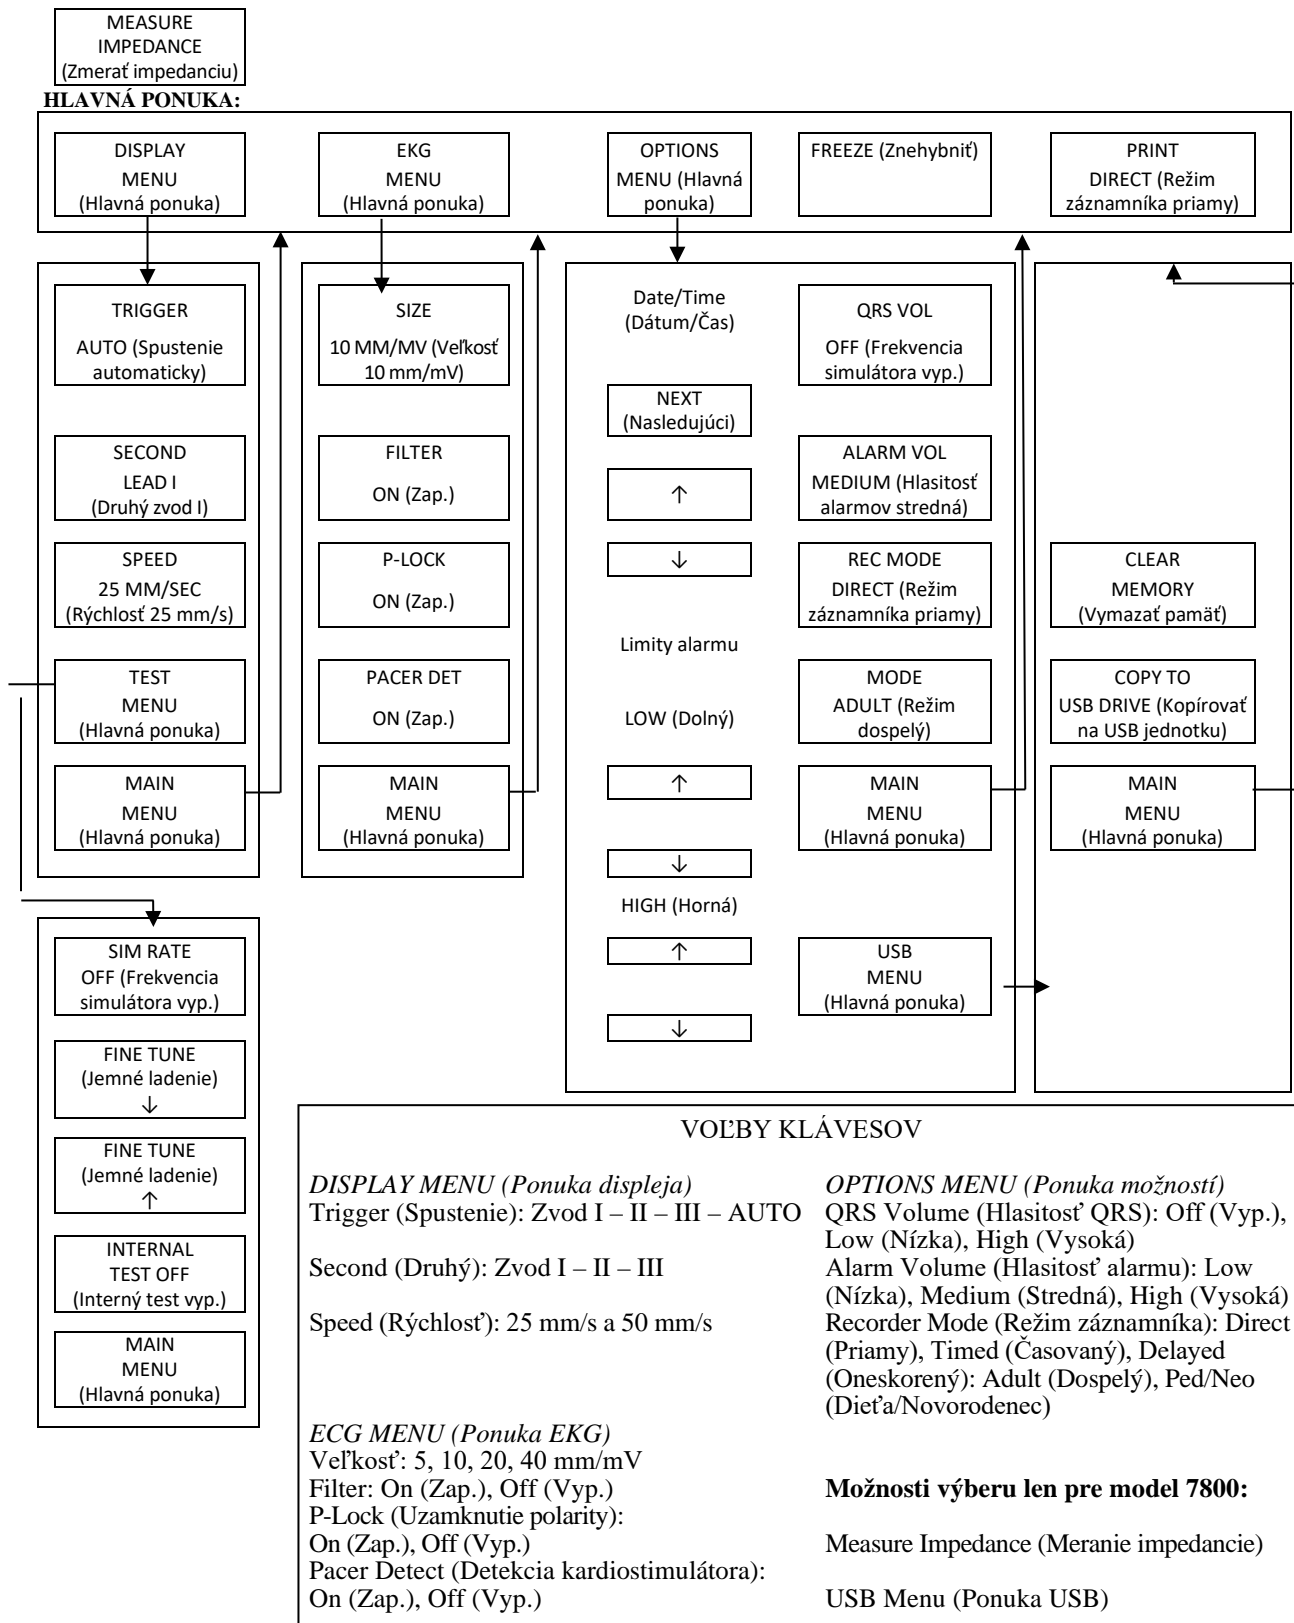 MEASURE
IMPEDANCE
(Zmerať impedanciu)
HLAVNÁ PONUKA:
DISPLAY
MENU
(Hlavná ponuka)
EKG
MENU
(Hlavná ponuka)
OPTIONS
MENU (Hlavná
ponuka)
FREEZE (Znehybniť)
PRINT
DIRECT (Režim
záznamníka priamy)
TRIGGER
AUTO (Spustenie
automaticky)
SECOND
LEAD I
(Druhý zvod I)
SPEED
25 MM/SEC
(Rýchlosť 25 mm/s)
TEST
MENU
(Hlavná ponuka)
MAIN
MENU
(Hlavná ponuka)
SIZE
10 MM/MV (Veľkosť
10 mm/mV)
FILTER
ON (Zap.)
P-LOCK
ON (Zap.)
PACER DET
ON (Zap.)
MAIN
MENU
(Hlavná ponuka)
Date/Time
(Dátum/Čas)
NEXT
(Nasledujúci)
↑
↓
Limity alarmu
LOW (Dolný)
↑
↓
HIGH (Horná)
↑
↓
QRS VOL
OFF (Frekvencia
simulátora vyp.)
ALARM VOL
MEDIUM (Hlasitosť
alarmov stredná)
REC MODE
DIRECT (Režim
záznamníka priamy)
MODE
ADULT (Režim
dospelý)
MAIN
MENU
(Hlavná ponuka)
USB
MENU
(Hlavná ponuka)
CLEAR
MEMORY
(Vymazať pamäť)
COPY TO
USB DRIVE (Kopírovať
na USB jednotku)
MAIN
MENU
(Hlavná ponuka)
SIM RATE
OFF (Frekvencia
simulátora vyp.)
FINE TUNE
(Jemné ladenie)
↓
FINE TUNE
(Jemné ladenie)
↑
INTERNAL
TEST OFF
(Interný test vyp.)
MAIN
MENU
(Hlavná ponuka)
VOĽBY KLÁVESOV
DISPLAY MENU (Ponuka displeja)
Trigger (Spustenie): Zvod I – II – III – AUTO
Second (Druhý): Zvod I – II – III
Speed (Rýchlosť): 25 mm/s a 50 mm/s
ECG MENU (Ponuka EKG)
Veľkosť: 5, 10, 20, 40 mm/mV
Filter: On (Zap.), Off (Vyp.)
P-Lock (Uzamknutie polarity):
On (Zap.), Off (Vyp.)
Pacer Detect (Detekcia kardiostimulátora):
On (Zap.), Off (Vyp.)
OPTIONS MENU (Ponuka možností)
QRS Volume (Hlasitosť QRS): Off (Vyp.),
Low (Nízka), High (Vysoká)
Alarm Volume (Hlasitosť alarmu): Low
(Nízka), Medium (Stredná), High (Vysoká)
Recorder Mode (Režim záznamníka): Direct
(Priamy), Timed (Časovaný), Delayed
(Oneskorený): Adult (Dospelý), Ped/Neo
(Dieťa/Novorodenec)
Možnosti výberu len pre model 7800:
Measure Impedance (Meranie impedancie)
USB Menu (Ponuka USB)